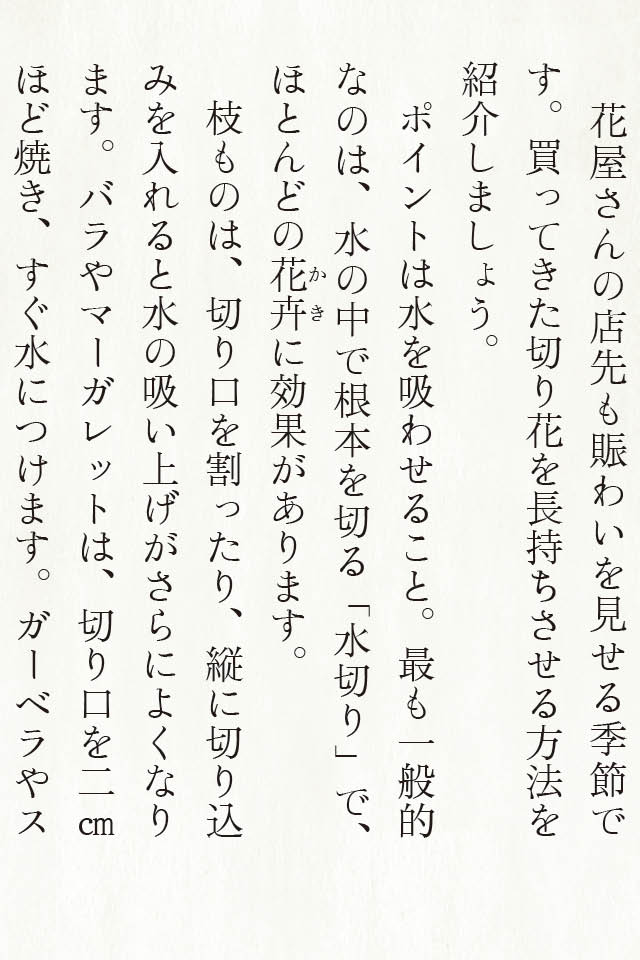 花屋さんの店先も賑わいを見せる季節で
す。買ってきた切り花を長持ちさせる方法を
紹介しましょう。
ポイントは水を吸わせること。最も一般的
なのは、水の中で根本を切る「水切り」で、
ほとんどの花卉かきに効果があります。
枝ものは、切り口を割ったり、縦に切り込
みを入れると水の吸い上げがさらによくなり
ます。バラやマーガレットは、切り口を二㎝
ほど焼き、すぐ水につけます。ガーベラやス